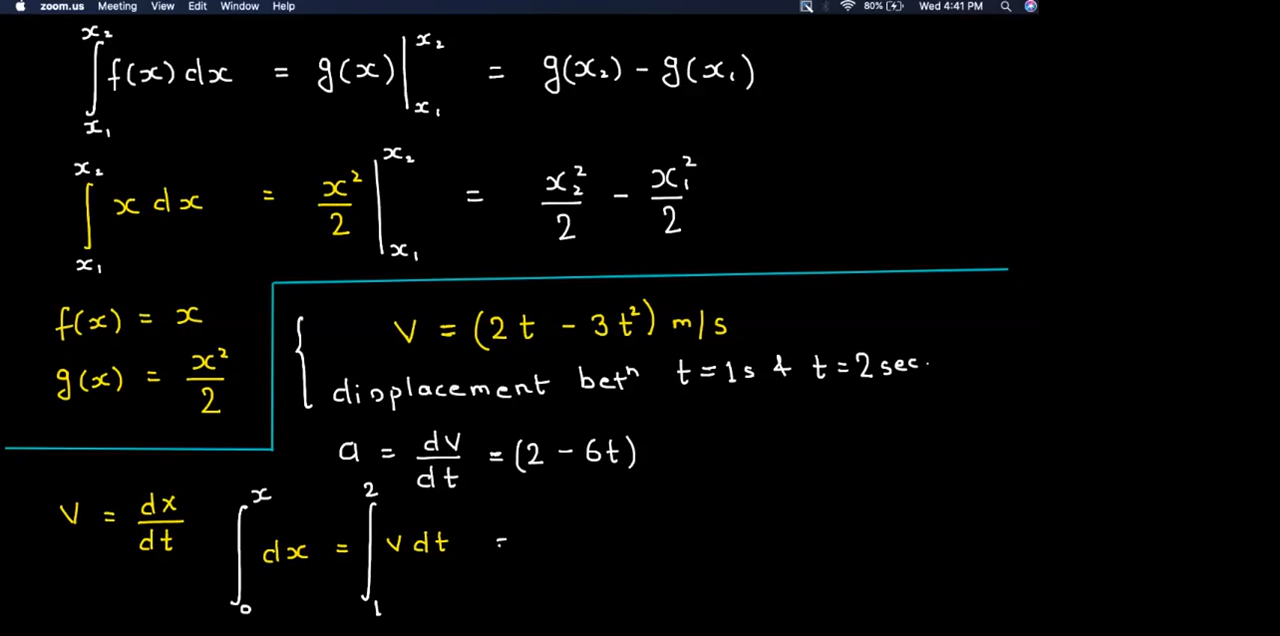 zoom.us Meeting View Edit Window Help 80% Wed 4:41 PM
∫_{x₁}^{x₂} f(x) dx = g(x) |_{x₁}^{x₂} = g(x₂) - g(x₁)
∫_{x₁}^{x₂} x dx = x²/2 |_{x₁}^{x₂} = x₂²/2 - x₁²/2
f(x) = x
g(x) = x²/2
v = (2t - 3t²) m/s
displacement betⁿ t = 1s & t = 2 sec.
a = dv/dt = (2 - 6t)
v = dx/dt ∫_{0}^{x} dx = ∫_{1}^{2} v dt =